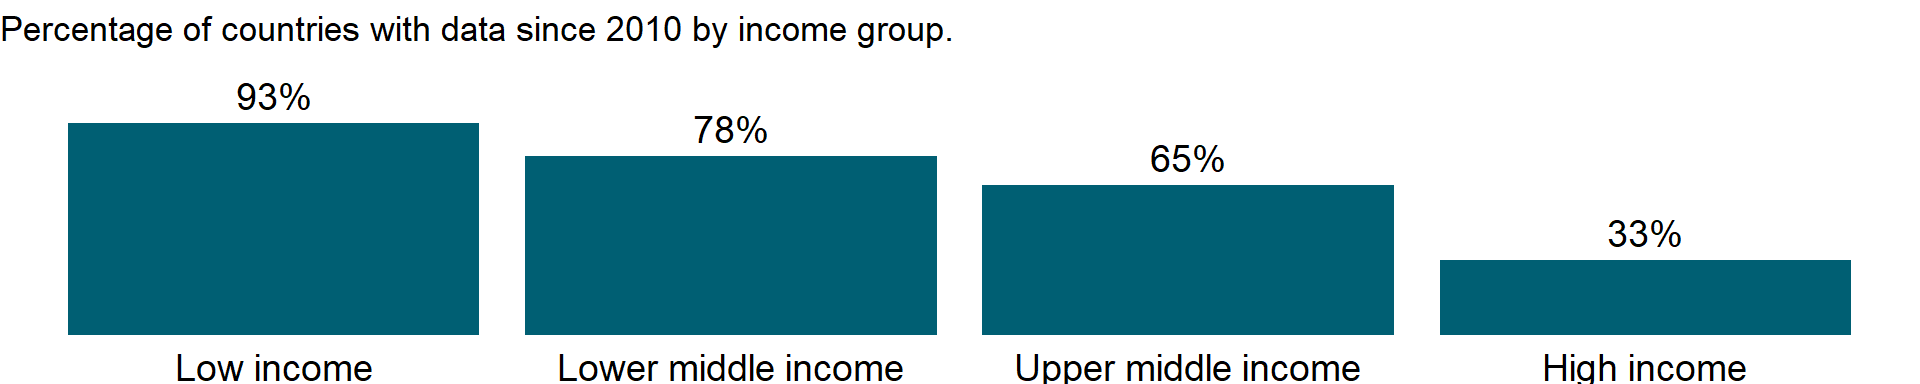 Percentage of countries with data since 2010 by income group.
93%
78%
65%
33%
Low income
Lower middle income
Upper middle income
High income